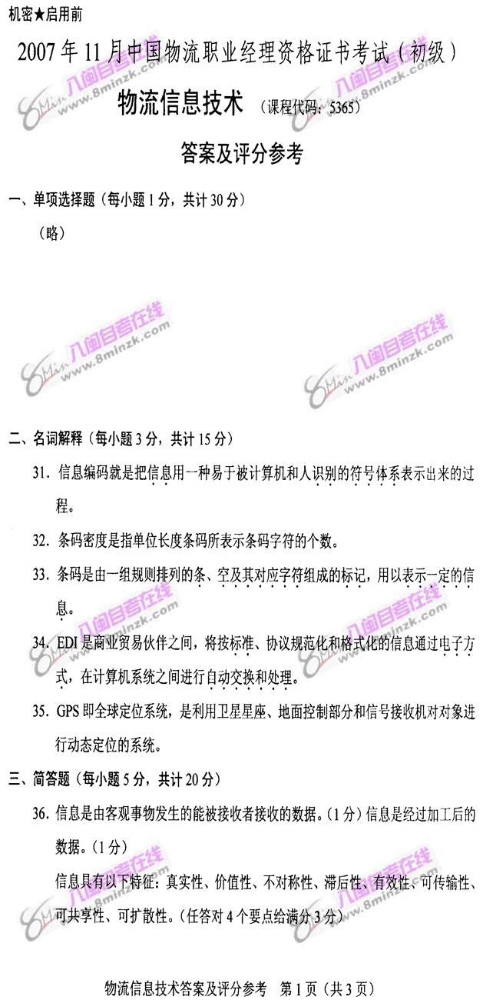 机密★启用前
2007年11月中国物流职业经理资格证书考试（初级）
物流信息技术 （课程代码：5365）
答案及评分参考
一、单项选择题（每小题1分，共计30分）
（略）
八闽自考在线
www.8minzk.com
八闽自考在线
www.8minzk.com
二、名词解释（每小题3分，共计15分）
31．信息编码就是把信息用一种易于被计算机和人识别的符号体系表示出来的过
程。
32．条码密度是指单位长度条码所表示条码字符的个数。
33．条码是由一组规则排列的条、空及其对应字符组成的标记，用以表示一定的信
息。
34．EDI是商业贸易伙伴之间，将按标准、协议规范化和格式化的信息通过电子方
式，在计算机系统之间进行自动交换和处理。
35．GPS即全球定位系统，是利用卫星星座、地面控制部分和信号接收机对对象进
行动态定位的系统。
三、简答题（每小题5分，共计20分）
36．信息是由客观事物发生的能被接收者接收的数据。（1分）信息是经过加工后的
数据。（1分）
信息具有以下特征：真实性、价值性、不对称性、滞后性、有效性、可传输性、
可共享性、可扩散性。（任答对4个要点给满分3分）
物流信息技术答案及评分参考 第1页（共3页）